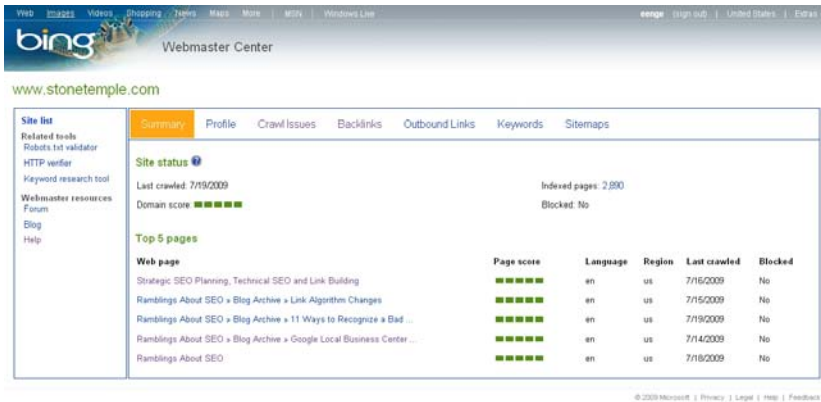 Web Images Videos Shopping News Maps More | MSN | Windows Live
eenge (sign out) | United States | Extras
bing Webmaster Center
www.stonetemple.com
Site list
Related tools
Robots.txt validator
HTTP verifier
Keyword research tool
Webmaster resources
Forum
Blog
Help
Summary Profile Crawl Issues Backlinks Outbound Links Keywords Sitemaps
Site status
Last crawled: 7/19/2009 Indexed pages: 2,890
Domain score: Blocked: No
Top 5 pages
Web page Page score Language Region Last crawled Blocked
Strategic SEO Planning, Technical SEO and Link Building en us 7/16/2009 No
Ramblings About SEO » Blog Archive » Link Algorithm Changes en us 7/15/2009 No
Ramblings About SEO » Blog Archive » 11 Ways to Recognize a Bad ... en us 7/19/2009 No
Ramblings About SEO » Blog Archive » Google Local Business Center ... en us 7/14/2009 No
Ramblings About SEO en us 7/18/2009 No
© 2009 Microsoft | Privacy | Legal | Help | Feedback